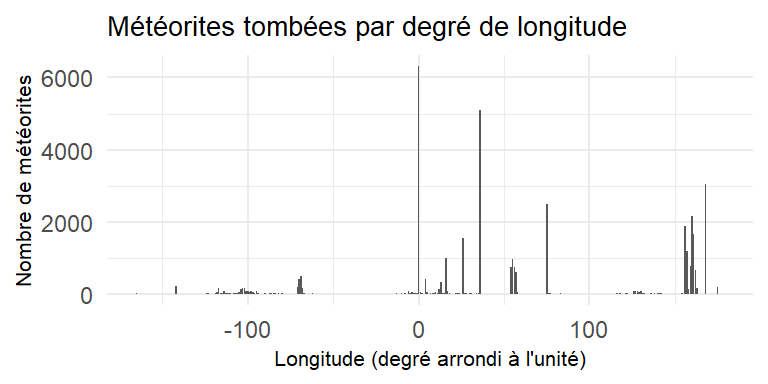 Météorites tombées par degré de longitude
Nombre de météorites
6000
4000
2000
0
-100
0
100
Longitude (degré arrondi à l'unité)